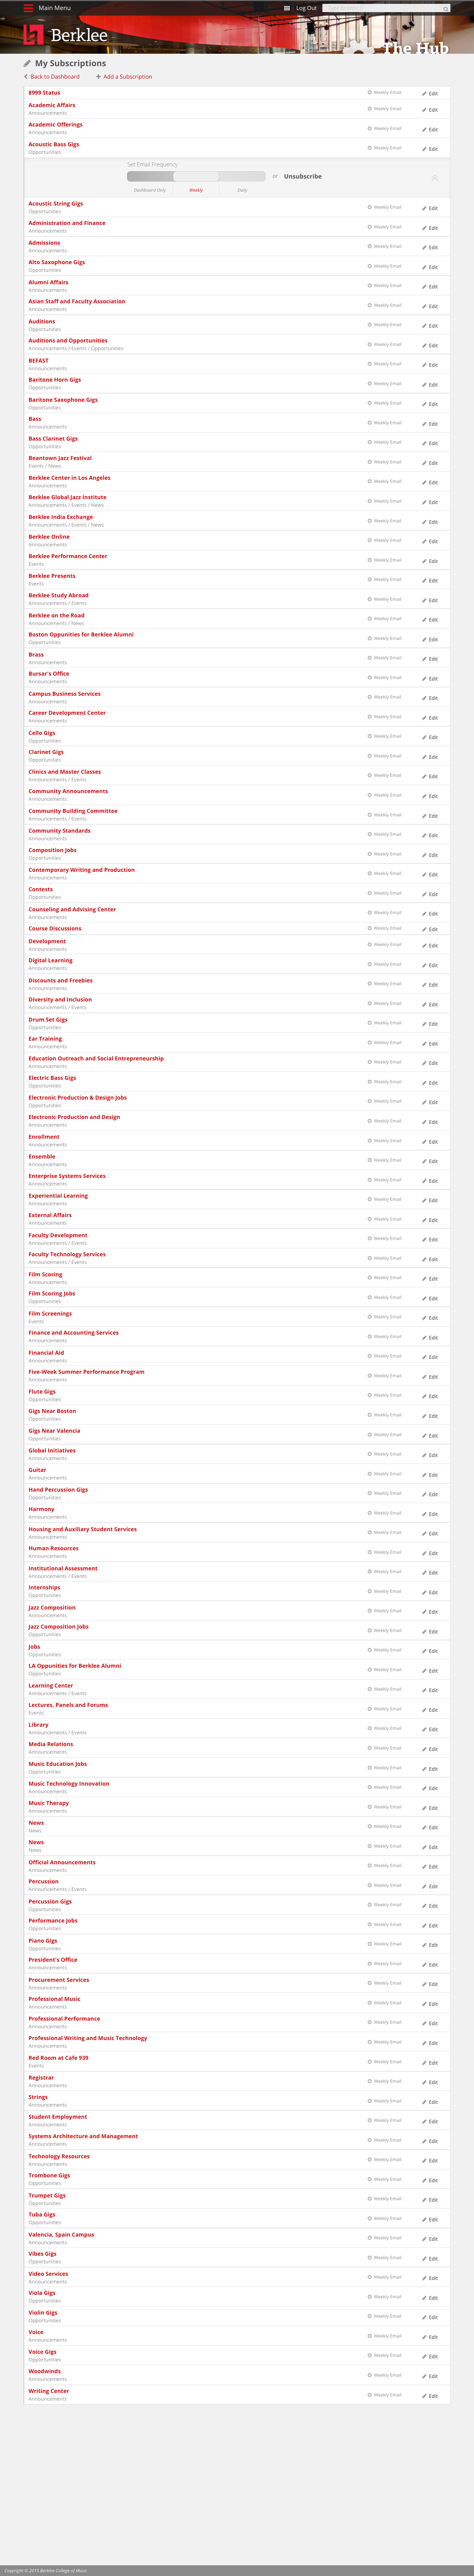 Main Menu
Log Out
Berklee
The Hub
My Subscriptions
Back to Dashboard
Add a Subscription
8999 Status
Weekly Email
Edit
Academic Affairs
Announcements
Weekly Email
Edit
Academic Offerings
Announcements
Weekly Email
Edit
Acoustic Bass Gigs
Opportunities
Weekly Email
Edit
Set Email Frequency
or Unsubscribe
Dashboard Only Weekly Daily
Acoustic String Gigs
Opportunities
Weekly Email
Edit
Administration and Finance
Announcements
Weekly Email
Edit
Admissions
Announcements
Weekly Email
Edit
Alto Saxophone Gigs
Opportunities
Weekly Email
Edit
Alumni Affairs
Announcements
Weekly Email
Edit
Asian Staff and Faculty Association
Announcements
Weekly Email
Edit
Auditions
Opportunities
Weekly Email
Edit
Auditions and Opportunities
Announcements / Events / Opportunities
Weekly Email
Edit
BEFAST
Announcements
Weekly Email
Edit
Baritone Horn Gigs
Opportunities
Weekly Email
Edit
Baritone Saxophone Gigs
Opportunities
Weekly Email
Edit
Bass
Announcements
Weekly Email
Edit
Bass Clarinet Gigs
Opportunities
Weekly Email
Edit
Beantown Jazz Festival
Events / News
Weekly Email
Edit
Berklee Center in Los Angeles
Announcements
Weekly Email
Edit
Berklee Global Jazz Institute
Announcements / Events / News
Weekly Email
Edit
Berklee India Exchange
Announcements / Events / News
Weekly Email
Edit
Berklee Online
Announcements
Weekly Email
Edit
Berklee Performance Center
Events
Weekly Email
Edit
Berklee Presents
Events
Weekly Email
Edit
Berklee Study Abroad
Announcements / Events
Weekly Email
Edit
Berklee on the Road
Announcements / News
Weekly Email
Edit
Boston Oppunities for Berklee Alumni
Opportunities
Weekly Email
Edit
Brass
Announcements
Weekly Email
Edit
Bursar's Office
Announcements
Weekly Email
Edit
Campus Business Services
Announcements
Weekly Email
Edit
Career Development Center
Announcements
Weekly Email
Edit
Cello Gigs
Opportunities
Weekly Email
Edit
Clarinet Gigs
Opportunities
Weekly Email
Edit
Clinics and Master Classes
Announcements / Events
Weekly Email
Edit
Community Announcements
Announcements
Weekly Email
Edit
Community Building Committee
Announcements / Events
Weekly Email
Edit
Community Standards
Announcements
Weekly Email
Edit
Composition Jobs
Opportunities
Weekly Email
Edit
Contemporary Writing and Production
Announcements
Weekly Email
Edit
Contests
Opportunities
Weekly Email
Edit
Counseling and Advising Center
Announcements
Weekly Email
Edit
Course Discussions
Weekly Email
Edit
Development
Announcements
Weekly Email
Edit
Digital Learning
Announcements
Weekly Email
Edit
Discounts and Freebies
Announcements
Weekly Email
Edit
Diversity and Inclusion
Announcements / Events
Weekly Email
Edit
Drum Set Gigs
Opportunities
Weekly Email
Edit
Ear Training
Announcements
Weekly Email
Edit
Education Outreach and Social Entrepreneurship
Announcements
Weekly Email
Edit
Electric Bass Gigs
Opportunities
Weekly Email
Edit
Electronic Production & Design Jobs
Opportunities
Weekly Email
Edit
Electronic Production and Design
Announcements
Weekly Email
Edit
Enrollment
Announcements
Weekly Email
Edit
Ensemble
Announcements
Weekly Email
Edit
Enterprise Systems Services
Announcements
Weekly Email
Edit
Experiential Learning
Announcements
Weekly Email
Edit
External Affairs
Announcements
Weekly Email
Edit
Faculty Development
Announcements / Events
Weekly Email
Edit
Faculty Technology Services
Announcements / Events
Weekly Email
Edit
Film Scoring
Announcements
Weekly Email
Edit
Film Scoring Jobs
Opportunities
Weekly Email
Edit
Film Screenings
Events
Weekly Email
Edit
Finance and Accounting Services
Announcements
Weekly Email
Edit
Financial Aid
Announcements
Weekly Email
Edit
Five-Week Summer Performance Program
Announcements
Weekly Email
Edit
Flute Gigs
Opportunities
Weekly Email
Edit
Gigs Near Boston
Opportunities
Weekly Email
Edit
Gigs Near Valencia
Opportunities
Weekly Email
Edit
Global Initiatives
Announcements
Weekly Email
Edit
Guitar
Announcements
Weekly Email
Edit
Hand Percussion Gigs
Opportunities
Weekly Email
Edit
Harmony
Announcements
Weekly Email
Edit
Housing and Auxiliary Student Services
Announcements
Weekly Email
Edit
Human Resources
Announcements
Weekly Email
Edit
Institutional Assessment
Announcements / Events
Weekly Email
Edit
Internships
Opportunities
Weekly Email
Edit
Jazz Composition
Announcements
Weekly Email
Edit
Jazz Composition Jobs
Opportunities
Weekly Email
Edit
Jobs
Opportunities
Weekly Email
Edit
LA Oppunities for Berklee Alumni
Opportunities
Weekly Email
Edit
Learning Center
Announcements / Events
Weekly Email
Edit
Lectures, Panels and Forums
Events
Weekly Email
Edit
Library
Announcements / Events
Weekly Email
Edit
Media Relations
Announcements
Weekly Email
Edit
Music Education Jobs
Opportunities
Weekly Email
Edit
Music Technology Innovation
Announcements
Weekly Email
Edit
Music Therapy
Announcements
Weekly Email
Edit
News
News
Weekly Email
Edit
News
News
Weekly Email
Edit
Official Announcements
Announcements
Weekly Email
Edit
Percussion
Announcements / Events
Weekly Email
Edit
Percussion Gigs
Opportunities
Weekly Email
Edit
Performance Jobs
Opportunities
Weekly Email
Edit
Piano Gigs
Opportunities
Weekly Email
Edit
President's Office
Announcements
Weekly Email
Edit
Procurement Services
Announcements
Weekly Email
Edit
Professional Music
Announcements
Weekly Email
Edit
Professional Performance
Announcements
Weekly Email
Edit
Professional Writing and Music Technology
Announcements
Weekly Email
Edit
Red Room at Cafe 939
Events
Weekly Email
Edit
Registrar
Announcements
Weekly Email
Edit
Strings
Announcements
Weekly Email
Edit
Student Employment
Announcements
Weekly Email
Edit
Systems Architecture and Management
Announcements
Weekly Email
Edit
Technology Resources
Announcements
Weekly Email
Edit
Trombone Gigs
Opportunities
Weekly Email
Edit
Trumpet Gigs
Opportunities
Weekly Email
Edit
Tuba Gigs
Opportunities
Weekly Email
Edit
Valencia, Spain Campus
Announcements
Weekly Email
Edit
Vibes Gigs
Opportunities
Weekly Email
Edit
Video Services
Announcements
Weekly Email
Edit
Viola Gigs
Opportunities
Weekly Email
Edit
Violin Gigs
Opportunities
Weekly Email
Edit
Voice
Announcements
Weekly Email
Edit
Voice Gigs
Opportunities
Weekly Email
Edit
Woodwinds
Announcements
Weekly Email
Edit
Writing Center
Announcements
Weekly Email
Edit
Copyright © 2015 Berklee College of Music